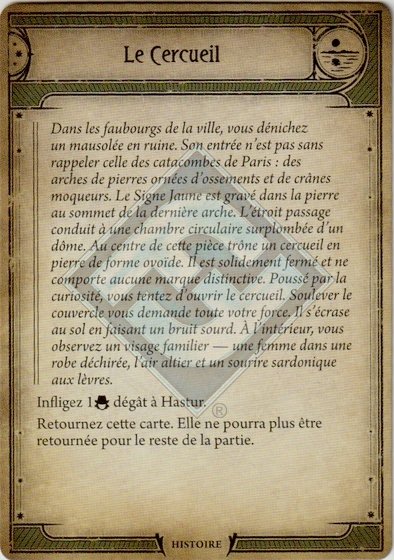 Le Cercueil
Dans les faubourgs de la ville, vous dénichez
un mausolée en ruine. Son entrée n'est pas sans
rappeler celle des catacombes de Paris : des
arches de pierres ornées d'ossements et de crânes
moqueurs. Le Signe Jaune est gravé dans la pierre
au sommet de la dernière arche. L'étroit passage
conduit à une chambre circulaire surplombée d'un
dôme. Au centre de cette pièce trône un cercueil en
pierre de forme ovoïde. Il est solidement fermé et ne
comporte aucune marque distinctive. Poussé par la
curiosité, vous tentez d'ouvrir le cercueil. Soulever le
couvercle vous demande toute votre force. Il s'écrase
au sol en faisant un bruit sourd. À l'intérieur, vous
observez un visage familier — une femme dans une
robe déchirée, l'air altier et un sourire sardonique
aux lèvres.
Infligez 1 dégât à Hastur.
Retournez cette carte. Elle ne pourra plus être
retournée pour le reste de la partie.
®
HISTOIRE